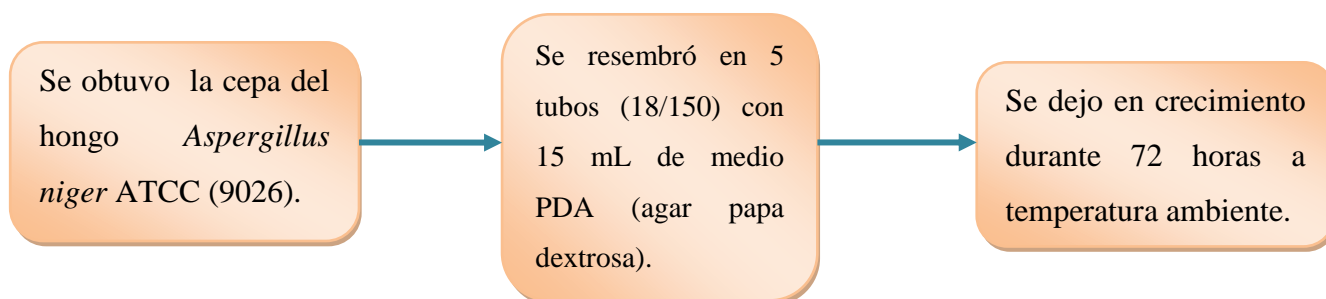 Se obtuvo la cepa del
hongo Aspergillus
niger ATCC (9026).
Se resembró en 5
tubos (18/150) con
15 mL de medio
PDA (agar papa
dextrosa).
Se dejo en crecimiento
durante 72 horas a
temperatura ambiente.